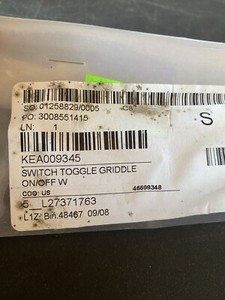 SO: 01258829/0005
PO: 3008551415
LN: 1
S
KEA009345
SWITCH TOGGLE GRIDDLE
ON/OFF W
COO: US 46699348
5__L27371763
L1Z: Bin:48467 09/08